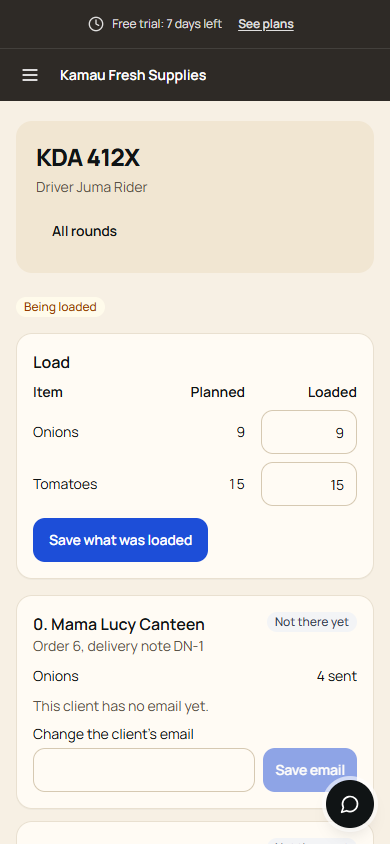 Free trial: 7 days left See plans
Kamau Fresh Supplies
KDA 412X
Driver Juma Rider
All rounds
Being loaded
Load
Item Planned Loaded
Onions 9 9
Tomatoes 15 15
Save what was loaded
0. Mama Lucy Canteen Not there yet
Order 6, delivery note DN-1
Onions 4 sent
This client has no email yet.
Change the client's email
Save email